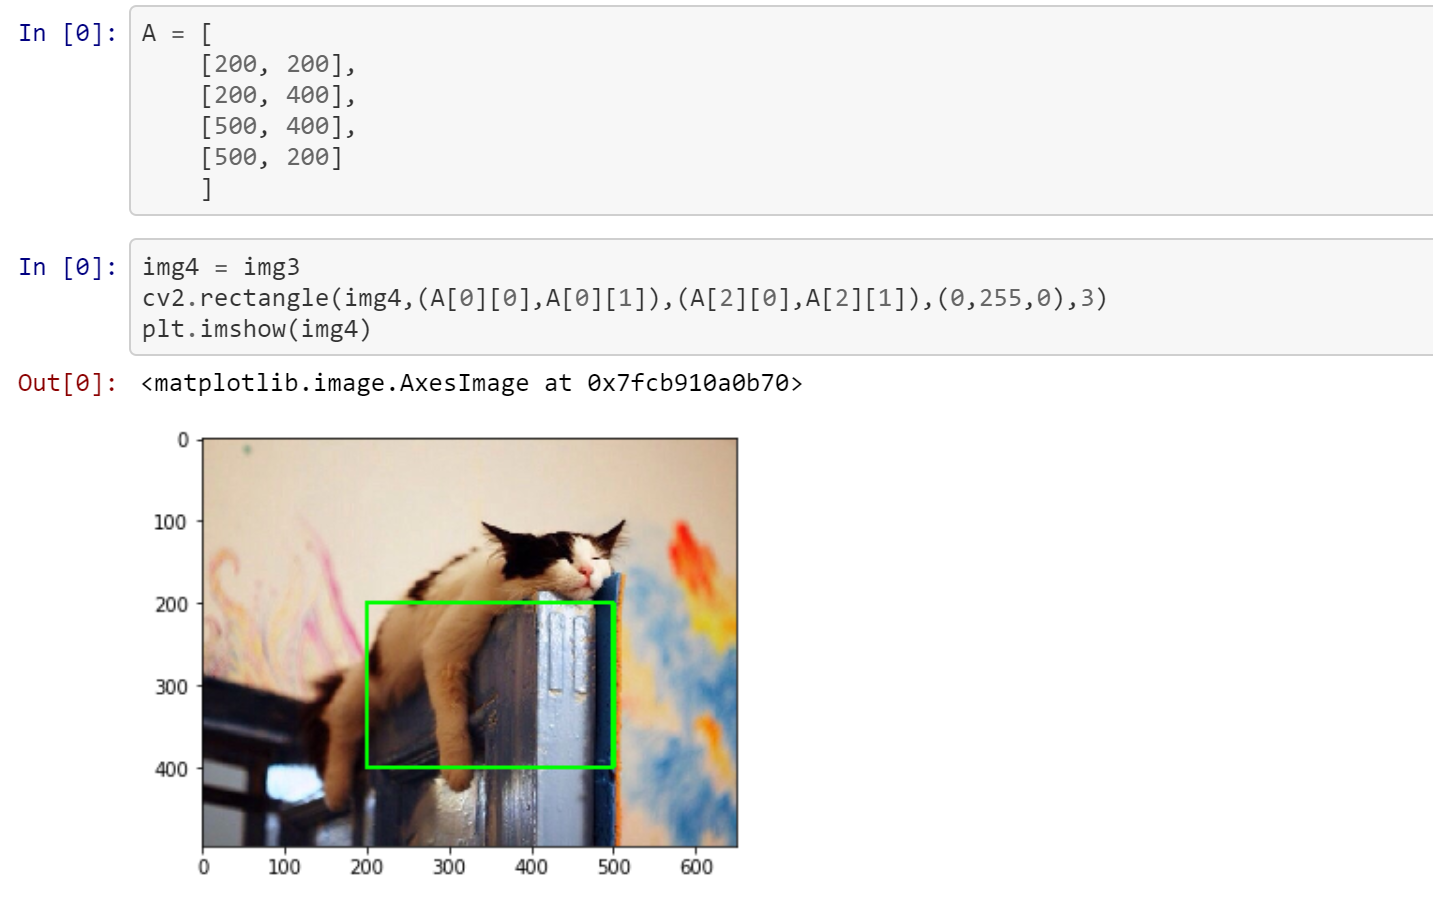 In [0]: A = [
[200, 200],
[200, 400],
[500, 400],
[500, 200]
]
In [0]: img4 = img3
cv2.rectangle(img4,(A[0][0],A[0][1]),(A[2][0],A[2][1]),(0,255,0),3)
plt.imshow(img4)
Out[0]: <matplotlib.image.AxesImage at 0x7fcb910a0b70>
0
100
200
300
400
0 100 200 300 400 500 600